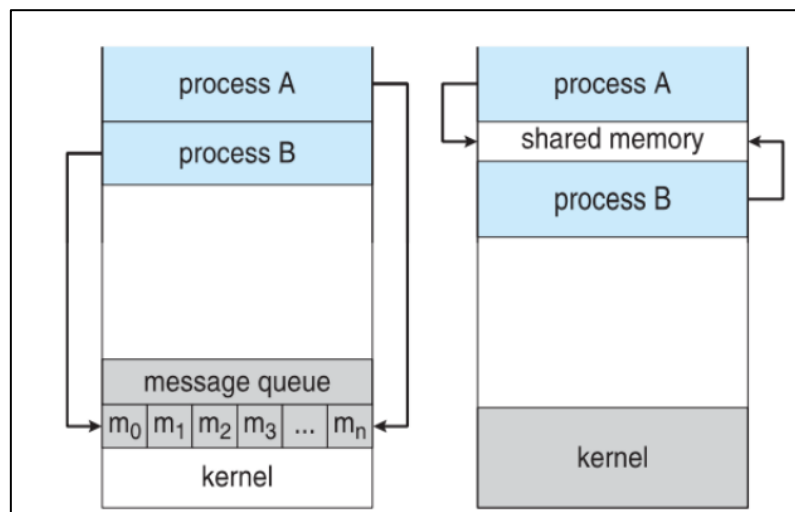 process A
process B
message queue
m₀ m₁ m₂ m₃ ... mₙ
kernel
process A
shared memory
process B
kernel